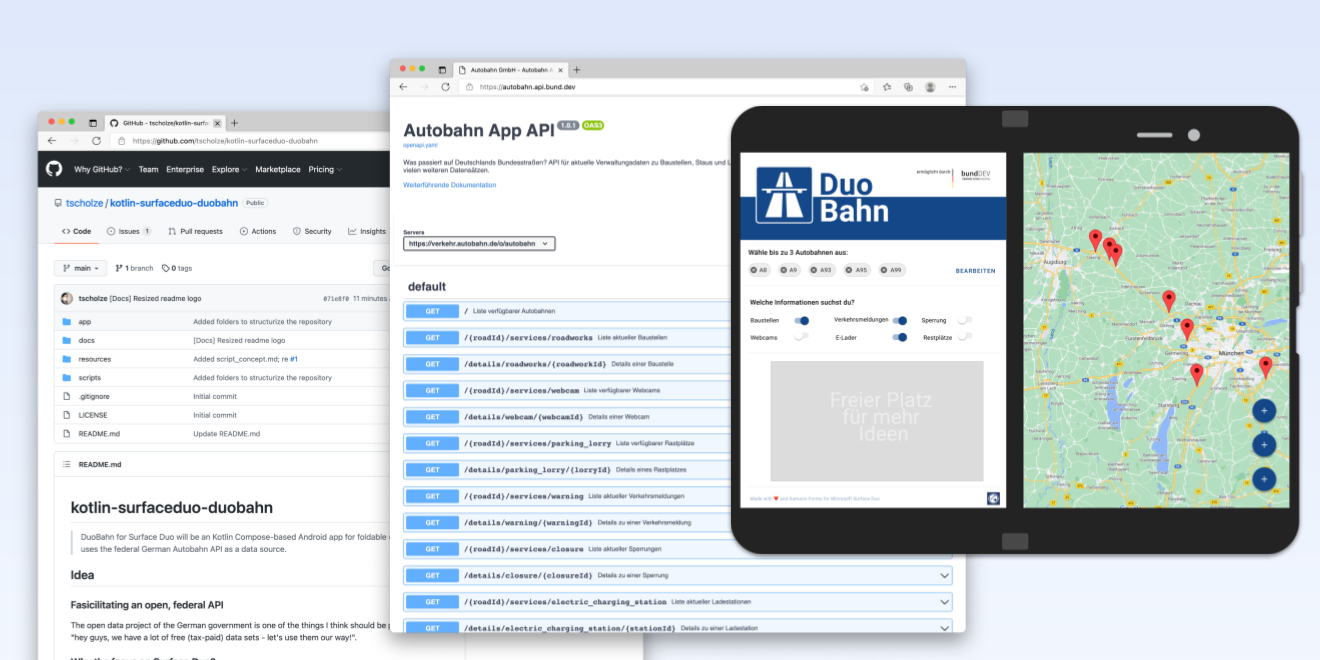 GitHub - tscholze/kotlin-surfa
https://github.com/tscholze/kotlin-surfaceduo-duobahn
Why GitHub? Team Enterprise Explore Marketplace Pricing
tscholze / kotlin-surfaceduo-duobahn Public
Code Issues 1 Pull requests Actions Security Insights
main 1 branch 0 tags Go
tscholze [Docs] Resized readme logo 071e8f0 11 minutes
app Added folders to structurize the repository
docs [Docs] Resized readme logo
resources Added script_concept.md; re #1
scripts Added folders to structurize the repository
.gitignore Initial commit
LICENSE Initial commit
README.md Update README.md
README.md
kotlin-surfaceduo-duobahn
DuoBahn for Surface Duo will be an Kotlin Compose-based Android app for foldable
uses the federal German Autobahn API as a data source.
Idea
Fasicilitating an open, federal API
The open data project of the German government is one of the things I think should be
"hey guys, we have a lot of free (tax-paid) data sets - let's use them our way!".
Autobahn GmbH - Autobahn A
https://autobahn.api.bund.dev
Autobahn App API 1.0.1 OAS3
openapi.yaml
Was passiert auf Deutschlands Bundesstraßen? API für aktuelle Verwaltungsdaten zu Baustellen, Staus und L
vielen weiteren Datensätzen.
Weiterführende Dokumentation
Servers
https://verkehr.autobahn.de/o/autobahn
default
GET / Liste verfügbarer Autobahnen
GET /{roadId}/services/roadworks Liste aktueller Baustellen
GET /details/roadworks/{roadworkId} Details einer Baustelle
GET /{roadId}/services/webcam Liste verfügbarer Webcams
GET /details/webcam/{webcamId} Details einer Webcam
GET /{roadId}/services/parking_lorry Liste verfügbarer Rastplätze
GET /details/parking_lorry/{lorryId} Details eines Rastplatzes
GET /{roadId}/services/warning Liste aktueller Verkehrsmeldungen
GET /details/warning/{warningId} Details zu einer Verkehrsmeldung
GET /{roadId}/services/closure Liste aktueller Sperrungen
GET /details/closure/{closureId} Details zu einer Sperrung
GET /{roadId}/services/electric_charging_station Liste aktueller Ladestationen
GET /details/electric_charging_station/{stationId} Details zu einer Ladestation
Duo
Bahn
ermöglicht durch bundDEV
Wähle bis zu 3 Autobahnen aus:
A8 A9 A93 A95 A99 BEARBEITEN
Welche Informationen suchst du?
Baustellen Verkehrsmeldungen Sperrung
Webcams E-Lader Restplätze
Freier Platz
für mehr
Ideen
Made with ❤ and Xamarin Forms for Microsoft Surface Duo
Augsburg
Dachau
Fürstenfeldbruck
Germering
München
Starnberg
+
+
+